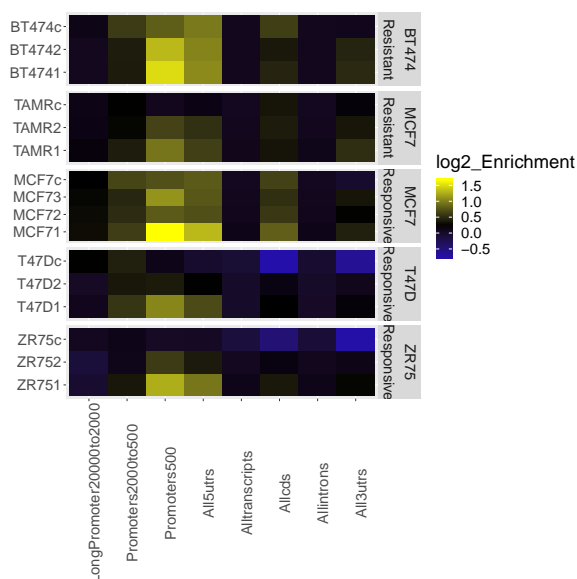 BT474c
BT4742
BT4741
BT474
Resistant
TAMRc
TAMR2
TAMR1
MCF7
Resistant
MCF7c
MCF73
MCF72
MCF71
MCF7
Responsive
T47Dc
T47D2
T47D1
T47D
Responsive
ZR75c
ZR752
ZR751
ZR75
Responsive
log2_Enrichment
1.5
1.0
0.5
0.0
−0.5
Promoters2000to500
Promoters500
All5utrs
Alltranscripts
Allcds
Allintrons
All3utrs